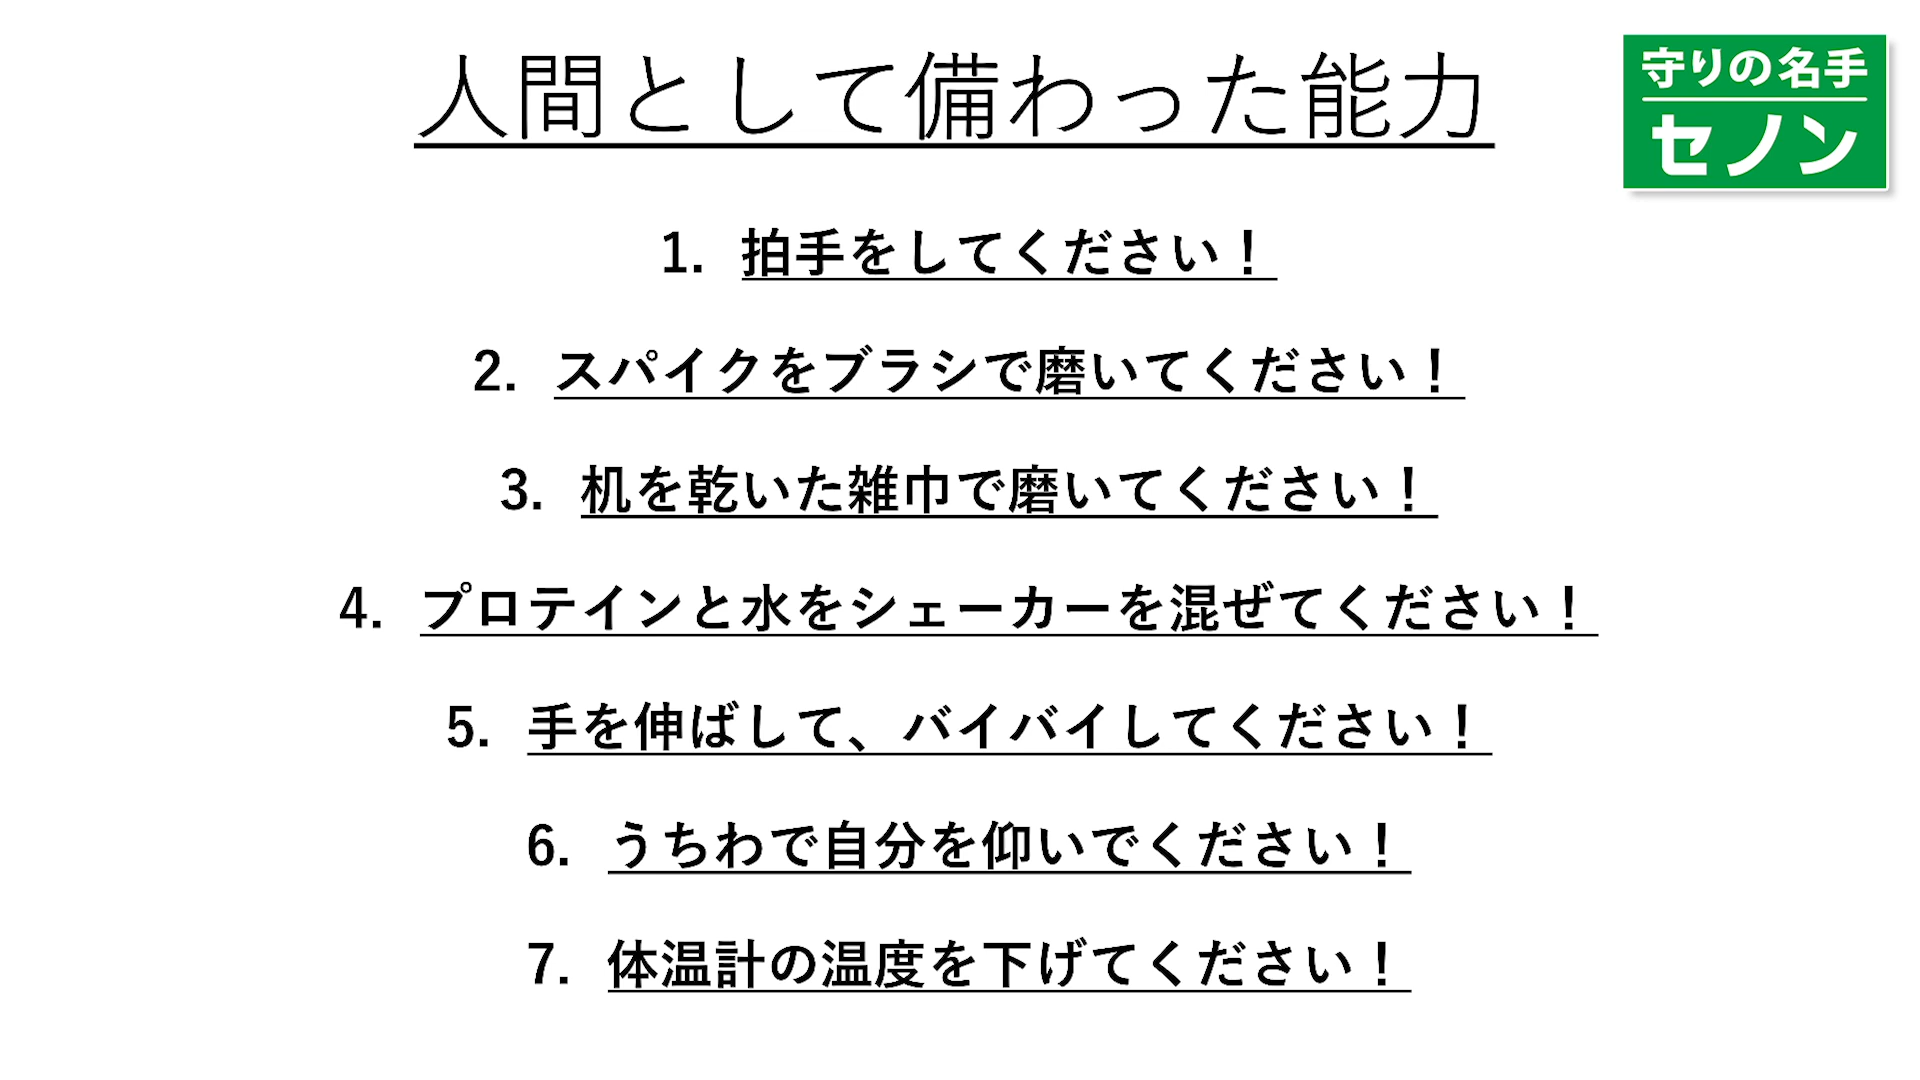 人間として備わった能力
守りの名手
セノン
1. 拍手をしてください！
2. スパイクをブラシで磨いてください！
3. 机を乾いた雑巾で磨いてください！
4. プロテインと水をシェーカーを混ぜてください！
5. 手を伸ばして、バイバイしてください！
6. うちわで自分を仰いでください！
7. 体温計の温度を下げてください！